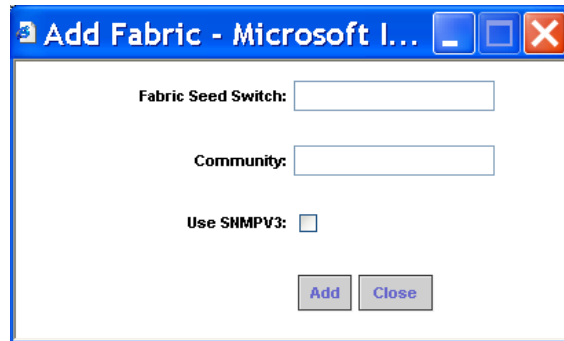 Add Fabric - Microsoft I...
Fabric Seed Switch:
Community:
Use SNMPV3:
Add Close